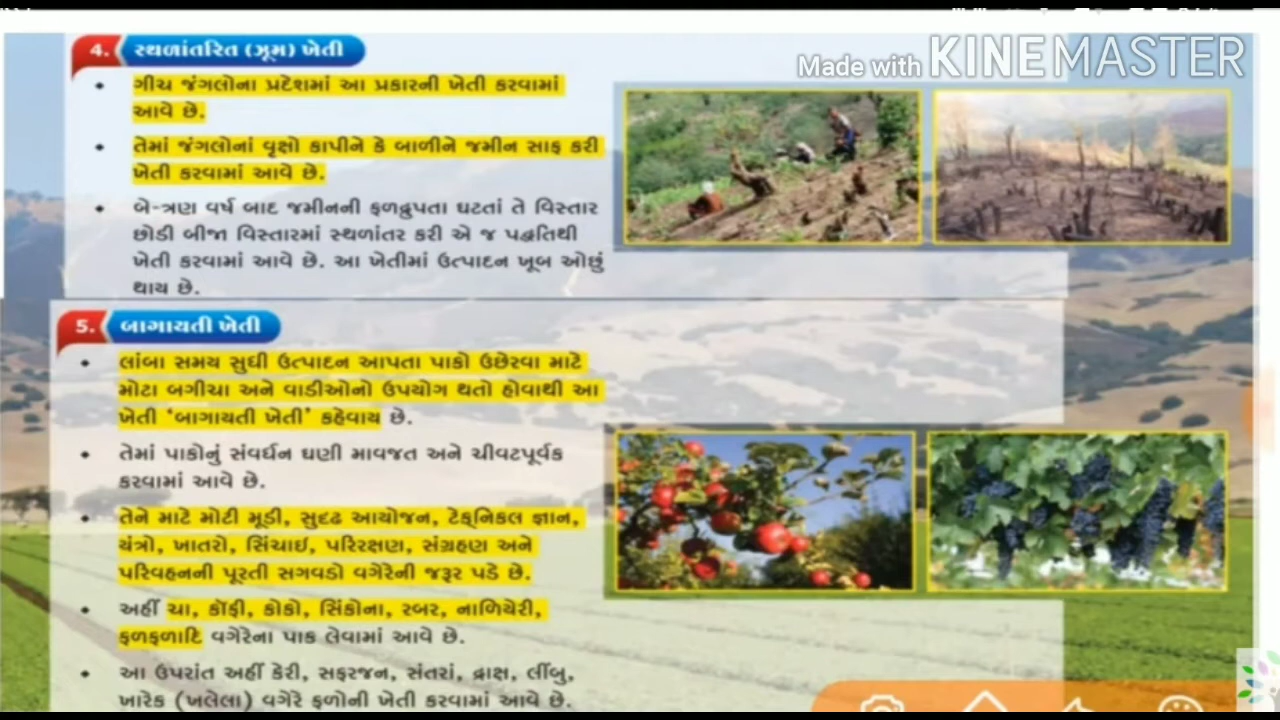 4. સ્થળાંતરિત (ઝૂમ) ખેતી
Made with KINEMASTER
• ગીચ જંગલોના પ્રદેશમાં આ પ્રકારની ખેતી કરવામાં
આવે છે.
• તેમાં જંગલોનાં વૃક્ષો કાપીને કે બાળીને જમીન સાફ કરી
ખેતી કરવામાં આવે છે.
• બે-ત્રણ વર્ષ બાદ જમીનની ફળદ્રુપતા ઘટતાં તે વિસ્તાર
છોડી બીજા વિસ્તારમાં સ્થળાંતર કરી એ જ પદ્ધતિથી
ખેતી કરવામાં આવે છે. આ ખેતીમાં ઉત્પાદન ખૂબ ઓછું
થાય છે.
5. બાગાયતી ખેતી
• લાંબા સમય સુધી ઉત્પાદન આપતા પાકો ઉછેરવા માટે
મોટા બગીચા અને વાડીઓનો ઉપયોગ થતો હોવાથી આ
ખેતી ‘બાગાયતી ખેતી’ કહેવાય છે.
• તેમાં પાકોનું સંવર્ધન ઘણી માવજત અને ચીવટપૂર્વક
કરવામાં આવે છે.
• તેને માટે મોટી મૂડી, સુદૃઢ આયોજન, ટેક્નિકલ જ્ઞાન,
યંત્રો, ખાતરો, સિંચાઈ, પરિરક્ષણ, સંગ્રહણ અને
પરિવહનની પૂરતી સગવડો વગેરેની જરૂર પડે છે.
• અહીં ચા, કૉફી, કોકો, સિંકોના, રબર, નાળિયેરી,
ફળફળાદિ વગેરેના પાક લેવામાં આવે છે.
• આ ઉપરાંત અહીં કેરી, સફરજન, સંતરાં, દ્રાક્ષ, લીંબુ,
ખારેક (ખલેલા) વગેરે ફળોની ખેતી કરવામાં આવે છે.